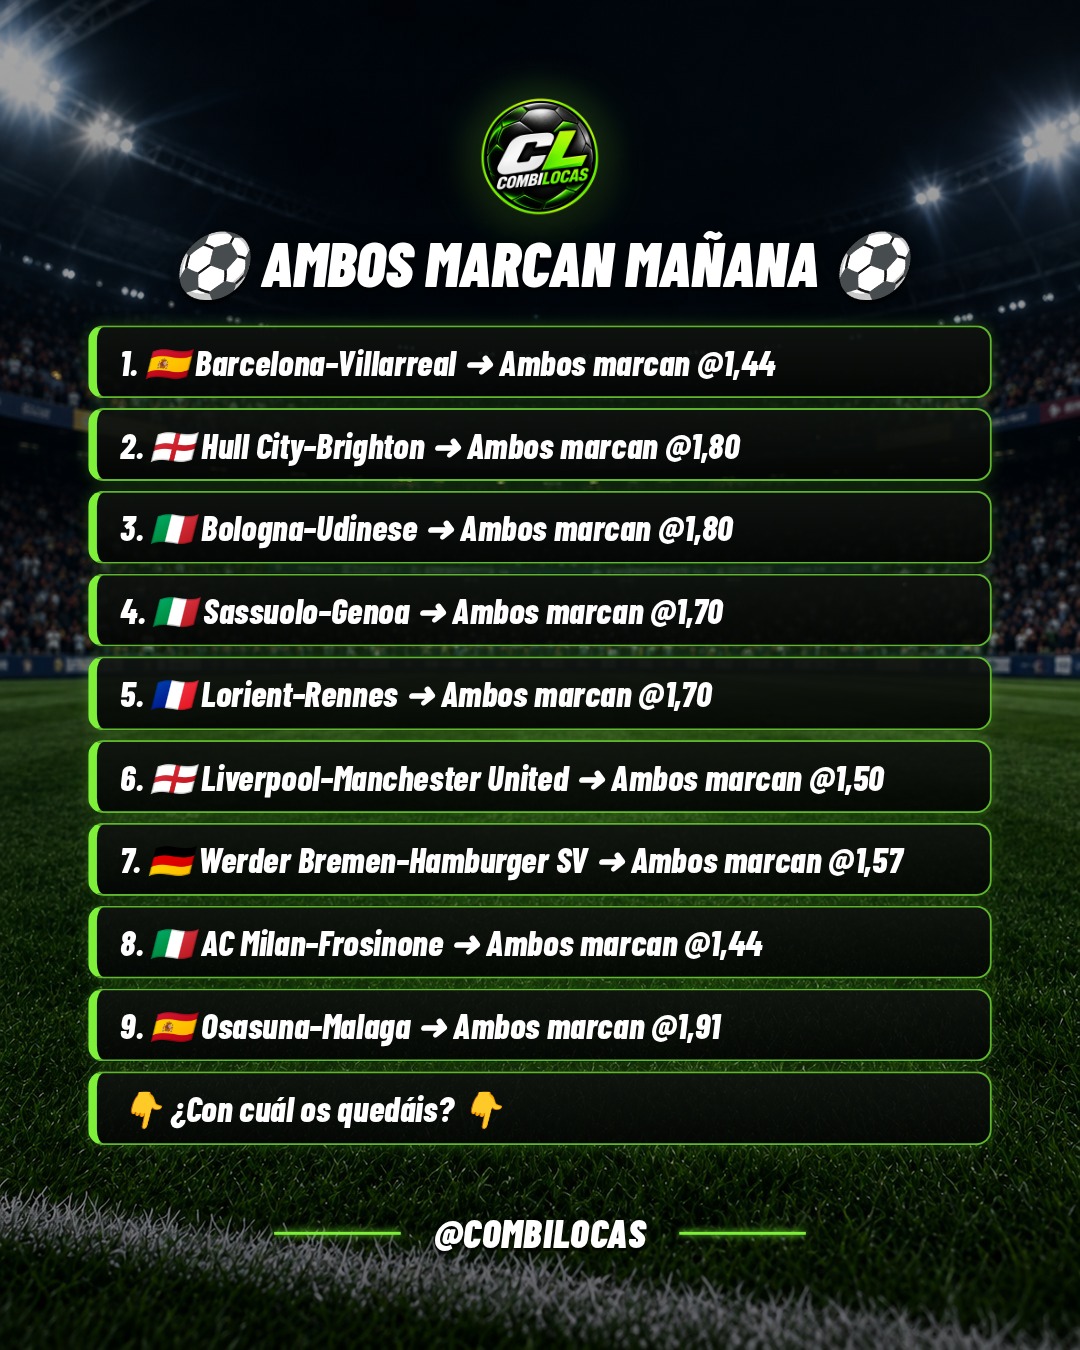 CL
COMBILOCAS
⚽ AMBOS MARCAN MAÑANA ⚽
1. 🇪🇸 Barcelona-Villarreal ➜ Ambos marcan @1,44
2. 🏴󠁧󠁢󠁥󠁮󠁧󠁿 Hull City-Brighton ➜ Ambos marcan @1,80
3. 🇮🇹 Bologna-Udinese ➜ Ambos marcan @1,80
4. 🇮🇹 Sassuolo-Genoa ➜ Ambos marcan @1,70
5. 🇫🇷 Lorient-Rennes ➜ Ambos marcan @1,70
6. 🏴󠁧󠁢󠁥󠁮󠁧󠁿 Liverpool-Manchester United ➜ Ambos marcan @1,50
7. 🇩🇪 Werder Bremen-Hamburger SV ➜ Ambos marcan @1,57
8. 🇮🇹 AC Milan-Frosinone ➜ Ambos marcan @1,44
9. 🇪🇸 Osasuna-Malaga ➜ Ambos marcan @1,91
👇 ¿Con cuál os quedáis? 👇
@COMBILOCAS